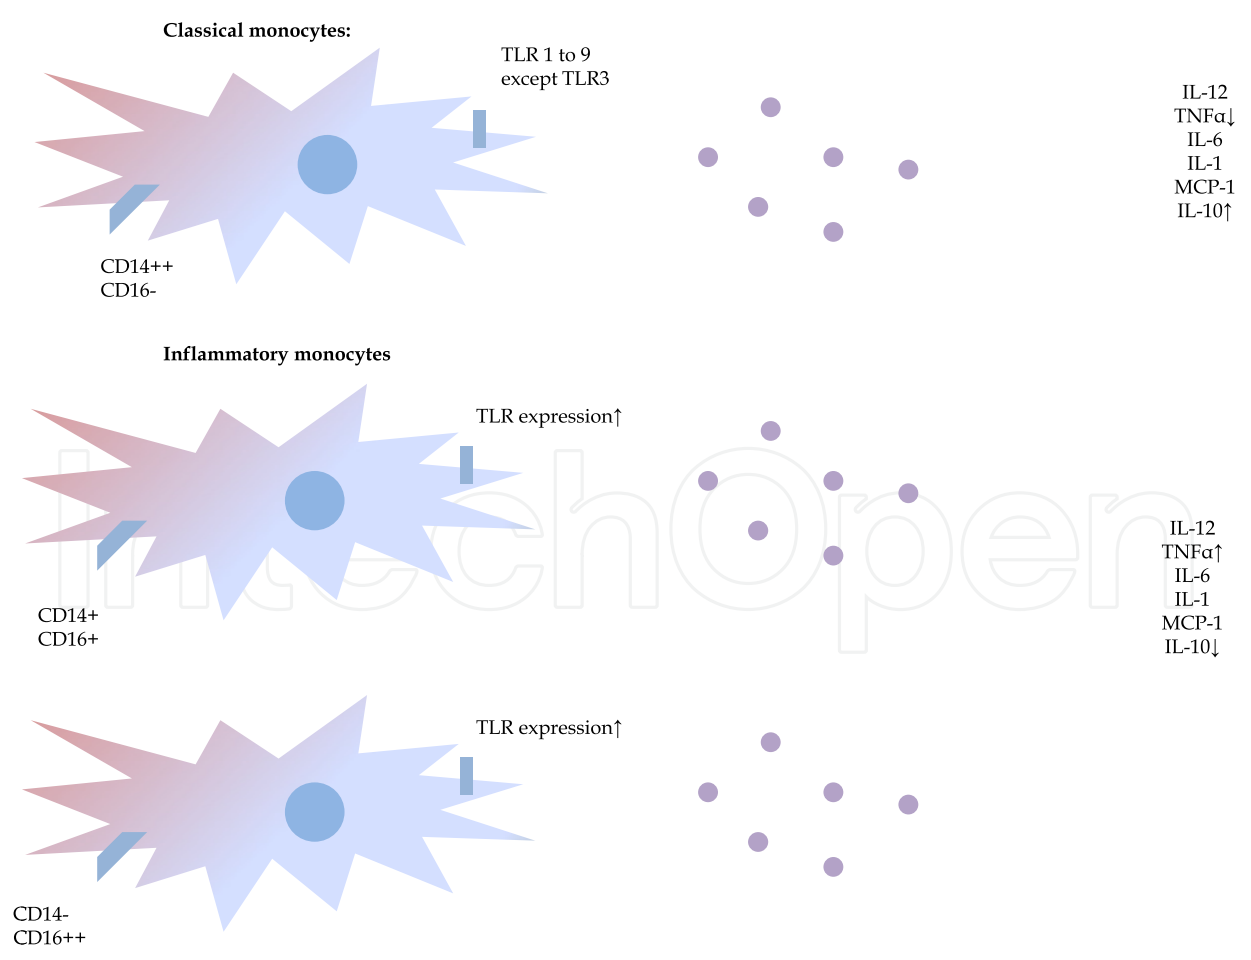 Classical monocytes:
TLR 1 to 9
except TLR3
IL-12
TNFα↓
IL-6
IL-1
MCP-1
IL-10↑
CD14++
CD16-
Inflammatory monocytes
TLR expression↑
IntechOpen
IL-12
TNFα↑
IL-6
IL-1
MCP-1
IL-10↓
CD14+
CD16+
TLR expression↑
CD14-
CD16++